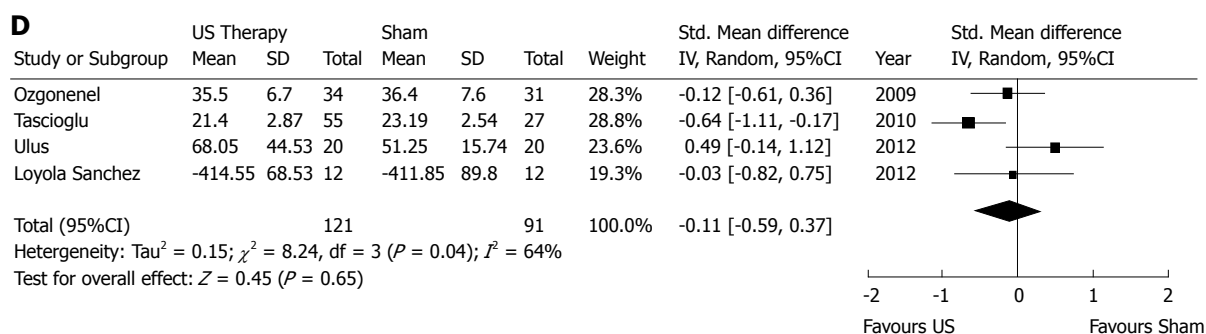 D
US Therapy Sham Std. Mean difference Std. Mean difference
Study or Subgroup Mean SD Total Mean SD Total Weight IV, Random, 95%CI Year IV, Random, 95%CI
Ozgonenel 35.5 6.7 34 36.4 7.6 31 28.3% -0.12 [-0.61, 0.36] 2009
Tascioglu 21.4 2.87 55 23.19 2.54 27 28.8% -0.64 [-1.11, -0.17] 2010
Ulus 68.05 44.53 20 51.25 15.74 20 23.6% 0.49 [-0.14, 1.12] 2012
Loyola Sanchez -414.55 68.53 12 -411.85 89.8 12 19.3% -0.03 [-0.82, 0.75] 2012
Total (95%CI) 121 91 100.0% -0.11 [-0.59, 0.37]
Hetergeneity: Tau² = 0.15; χ² = 8.24, df = 3 (P = 0.04); I² = 64%
Test for overall effect: Z = 0.45 (P = 0.65)
-2 -1 0 1 2
Favours US Favours Sham